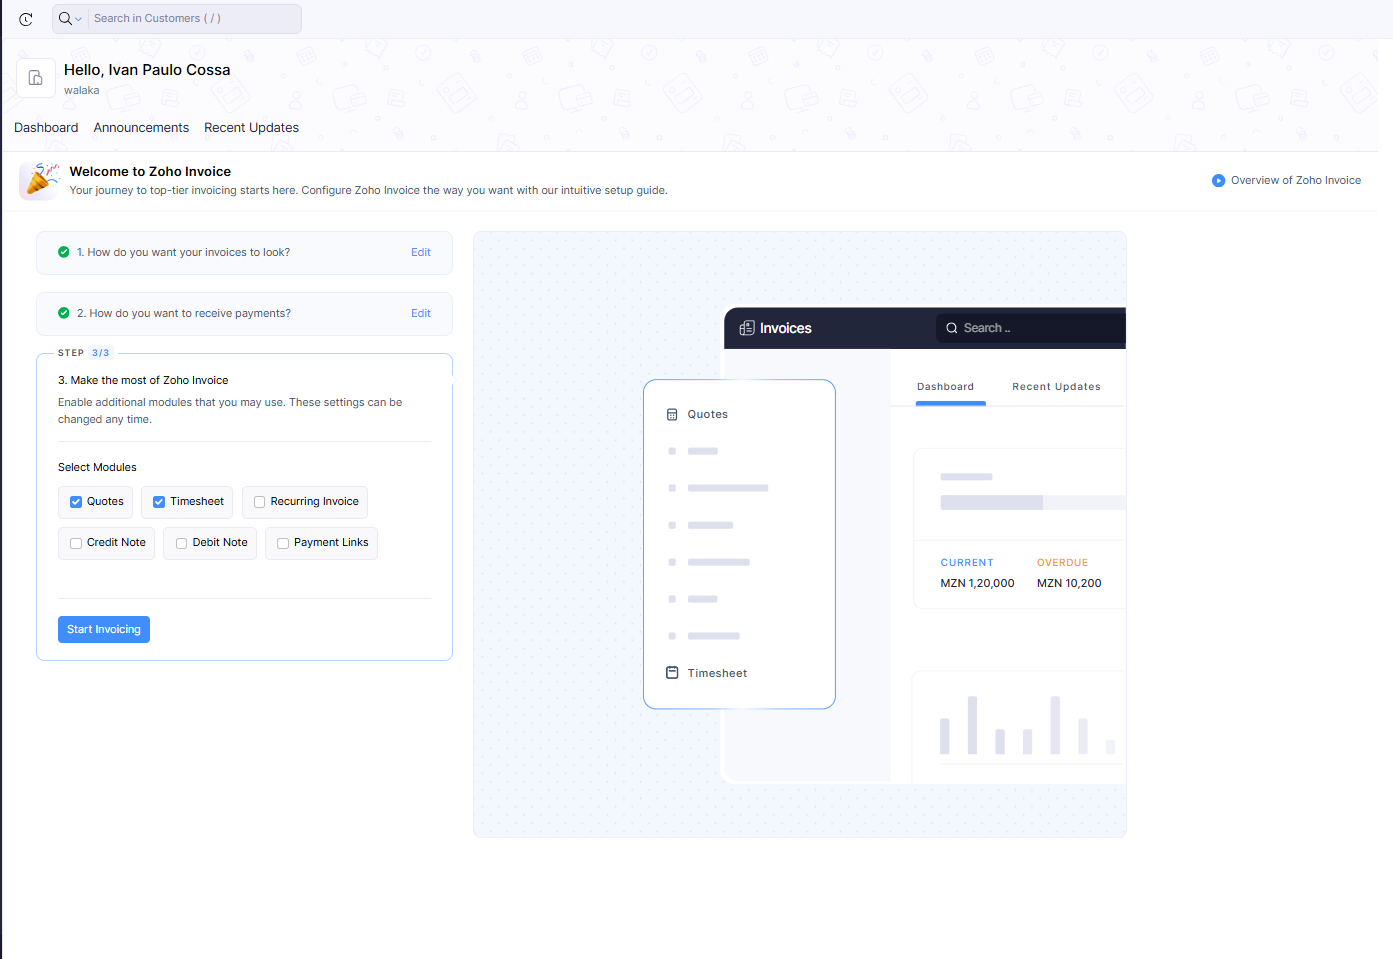 Search in Customers ( / )
Hello, Ivan Paulo Cossa
walaka
Dashboard Announcements Recent Updates
Welcome to Zoho Invoice
Your journey to top-tier invoicing starts here. Configure Zoho Invoice the way you want with our intuitive setup guide.
Overview of Zoho Invoice
1. How do you want your invoices to look? Edit
2. How do you want to receive payments? Edit
STEP 3/3
3. Make the most of Zoho Invoice
Enable additional modules that you may use. These settings can be
changed any time.
Select Modules
Quotes Timesheet Recurring Invoice
Credit Note Debit Note Payment Links
Start Invoicing
Invoices Search ..
Dashboard Recent Updates
Quotes
CURRENT OVERDUE
MZN 1,20,000 MZN 10,200
Timesheet